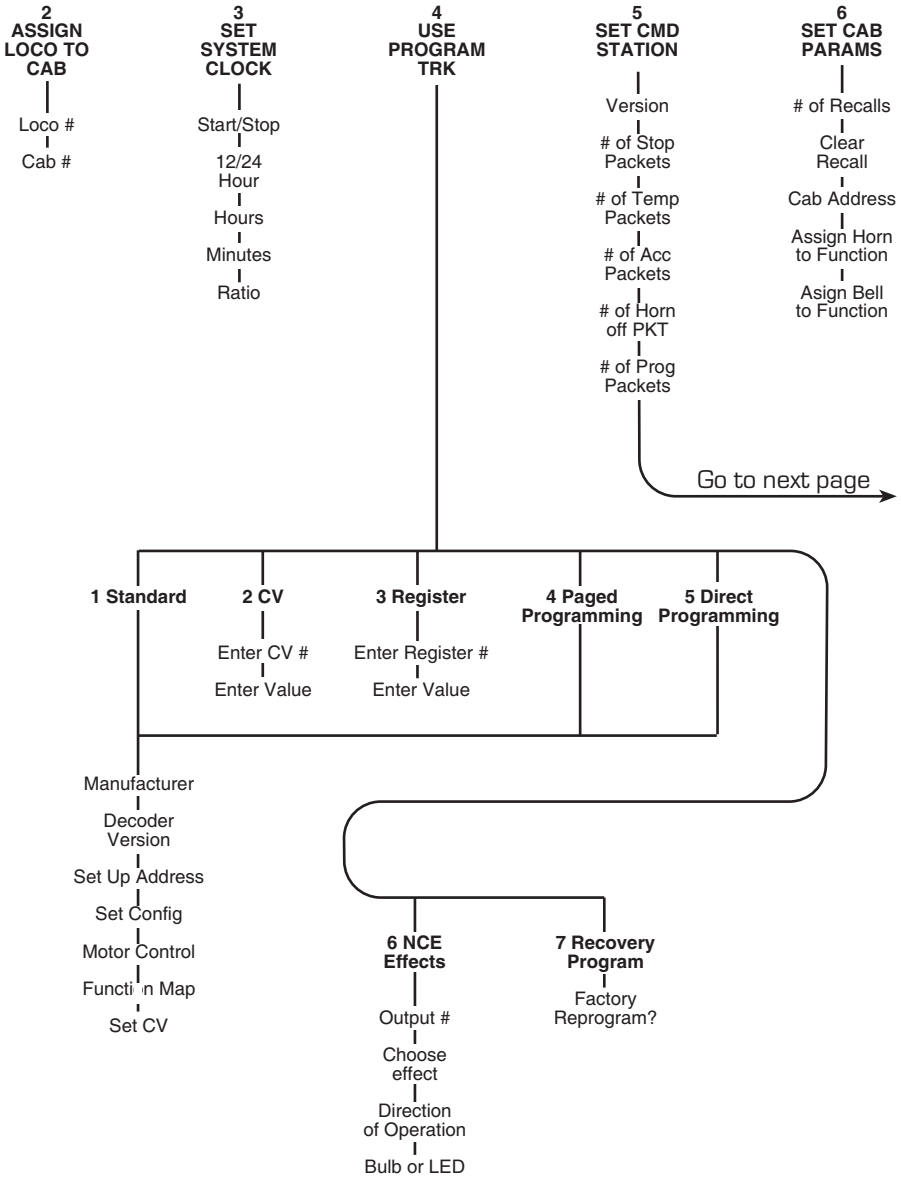 2
ASSIGN
LOCO TO
CAB
Loco #
Cab #
3
SET
SYSTEM
CLOCK
Start/Stop
12/24
Hour
Hours
Minutes
Ratio
4
USE
PROGRAM
TRK
5
SET CMD
STATION
Version
# of Stop
Packets
# of Temp
Packets
# of Acc
Packets
# of Horn
off PKT
# of Prog
Packets
Go to next page
6
SET CAB
PARAMS
# of Recalls
Clear
Recall
Cab Address
Assign Horn
to Function
Asign Bell
to Function
1 Standard
2 CV
Enter CV #
Enter Value
3 Register
Enter Register #
Enter Value
4 Paged
Programming
5 Direct
Programming
Manufacturer
Decoder
Version
Set Up Address
Set Config
Motor Control
Function Map
Set CV
6 NCE
Effects
Output #
Choose
effect
Direction
of Operation
Bulb or LED
7 Recovery
Program
Factory
Reprogram?